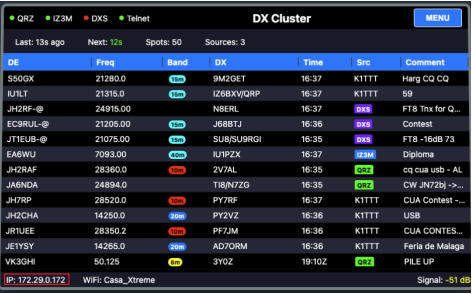 QRZ IZ3M DXS Telnet DX Cluster MENU
Last: 13s ago Next: 12s Spots: 50 Sources: 3
DE Freq Band DX Time Src Comment
S50GX 21280.0 15m 9M2GET 16:37 K1TTT Harg CQ CQ
IU1LT 21315.0 15m IZ6BXV/QRP 16:37 K1TTT 59
JH2RF-@ 24915.00 N8ERL 16:37 DXS FT8 Tnx for Q...
EC9RUL-@ 21205.00 15m J68BTJ 16:36 DXS Contest
JT1EUB-@ 21075.00 15m SU8/SU9RGI 16:35 DXS FT8 -16dB 73
EA6WU 7093.00 40m IU1PZX 16:37 IZ3M Diploma
JH2RAF 28360.0 10m 2V7AL 16:35 QRZ cq cua usb - AL
JA6NDA 24894.0 TI8/N7ZG 16:35 QRZ CW JN72bj ->...
JH7RP 28520.0 10m PY7RF 16:37 K1TTT CUA Contest -...
JH2CHA 14250.0 20m PY2VZ 16:36 K1TTT USB
JR1UEE 28350.2 10m PF7JM 16:36 K1TTT CUA CONTES...
JE1YSY 14265.0 20m AD7ORM 16:36 K1TTT Feria de Malaga
VK3GHI 50.125 6m 3Y0Z 19:10Z QRZ PILE UP
IP: 172.29.0.172 WiFi: Casa_Xtreme Signal: -51 dB